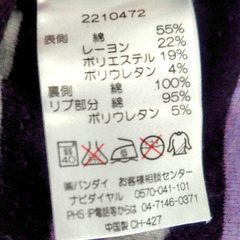 2210472
表側 綿 55%
レーヨン 22%
ポリエステル 19%
ポリウレタン 4%
裏側 綿 100%
リブ部分 綿 95%
ポリウレタン 5%
弱 40
㈱バンダイ お客様相談センター
ナビダイヤル 0570-041-101
PHS・IP電話等からは 04-7146-0371
中国製 CH-427